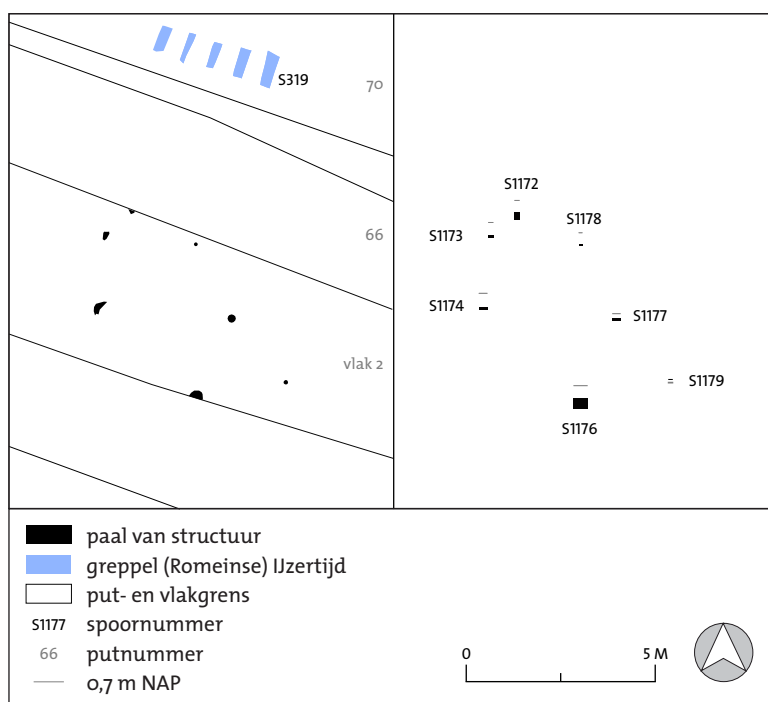 S319
70
66
vlak 2
S1172
S1178
S1173
S1174
S1177
S1179
S1176
paal van structuur
greppel (Romeinse) IJzertijd
put- en vlakgrens
S1177 spoornummer
66 putnummer
0,7 m NAP
0 5 M